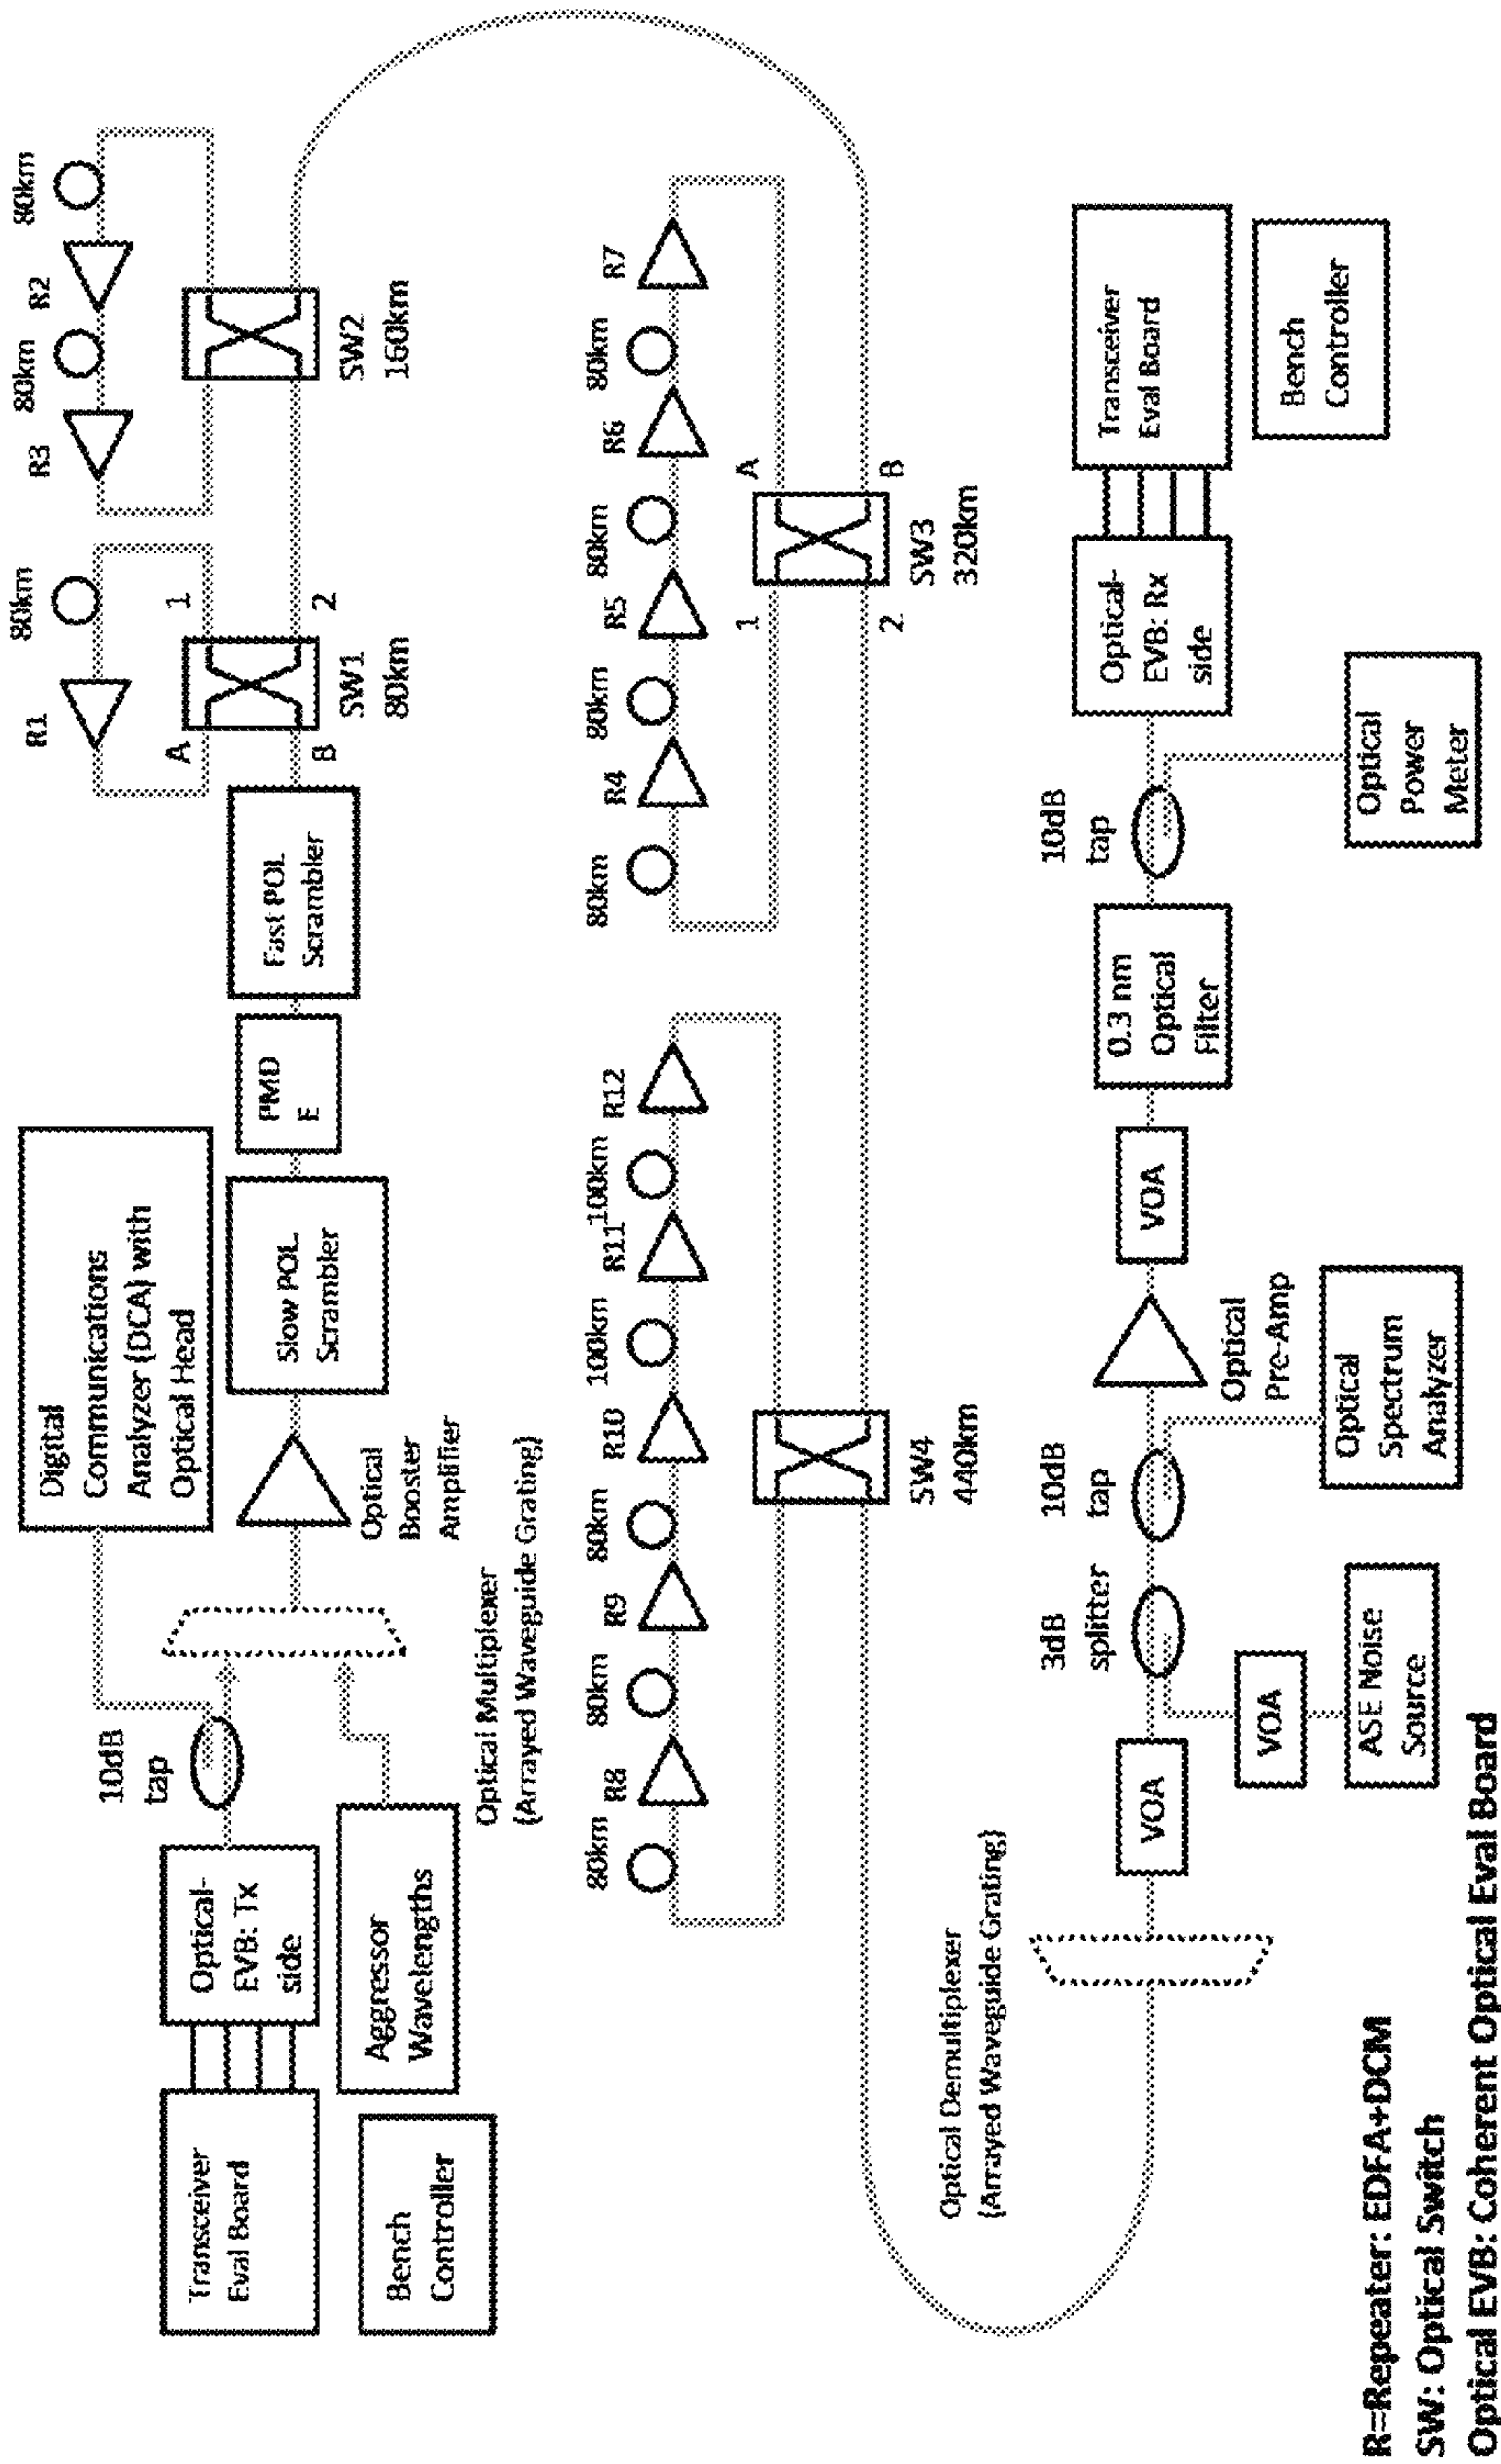 Transceiver
Eval Board
Bench
Controller
Optical-
EVB: Tx
side
Aggressor
Wavelengths
10dB
tap
Digital
Communications
Analyzer (DCA) with
Optical Head
Optical Multiplexer
(Arrayed Waveguide Grating)
Optical
Booster
Amplifier
Slow POL
Scrambler
PMD
E
Fast POL
Scrambler
R1
80km
A
1
B
2
SW1
80km
R3
80km
R2
80km
SW2
160km
80km
R8
80km
R9
80km
R10
100km
R11
100km
R12
SW4
440km
80km
R4
80km
R5
80km
R6
80km
R7
1
A
2
B
SW3
320km
Optical Demultiplexer
(Arrayed Waveguide Grating)
VOA
VOA
ASE Noise
Source
3dB
splitter
10dB
tap
Optical
Spectrum
Analyzer
Optical
Pre-Amp
VOA
0.3 nm
Optical
Filter
10dB
tap
Optical
Power
Meter
Optical-
EVB: Rx
side
Transceiver
Eval Board
Bench
Controller
R=Repeater: EDFA+DCM
SW: Optical Switch
Optical EVB: Coherent Optical Eval Board